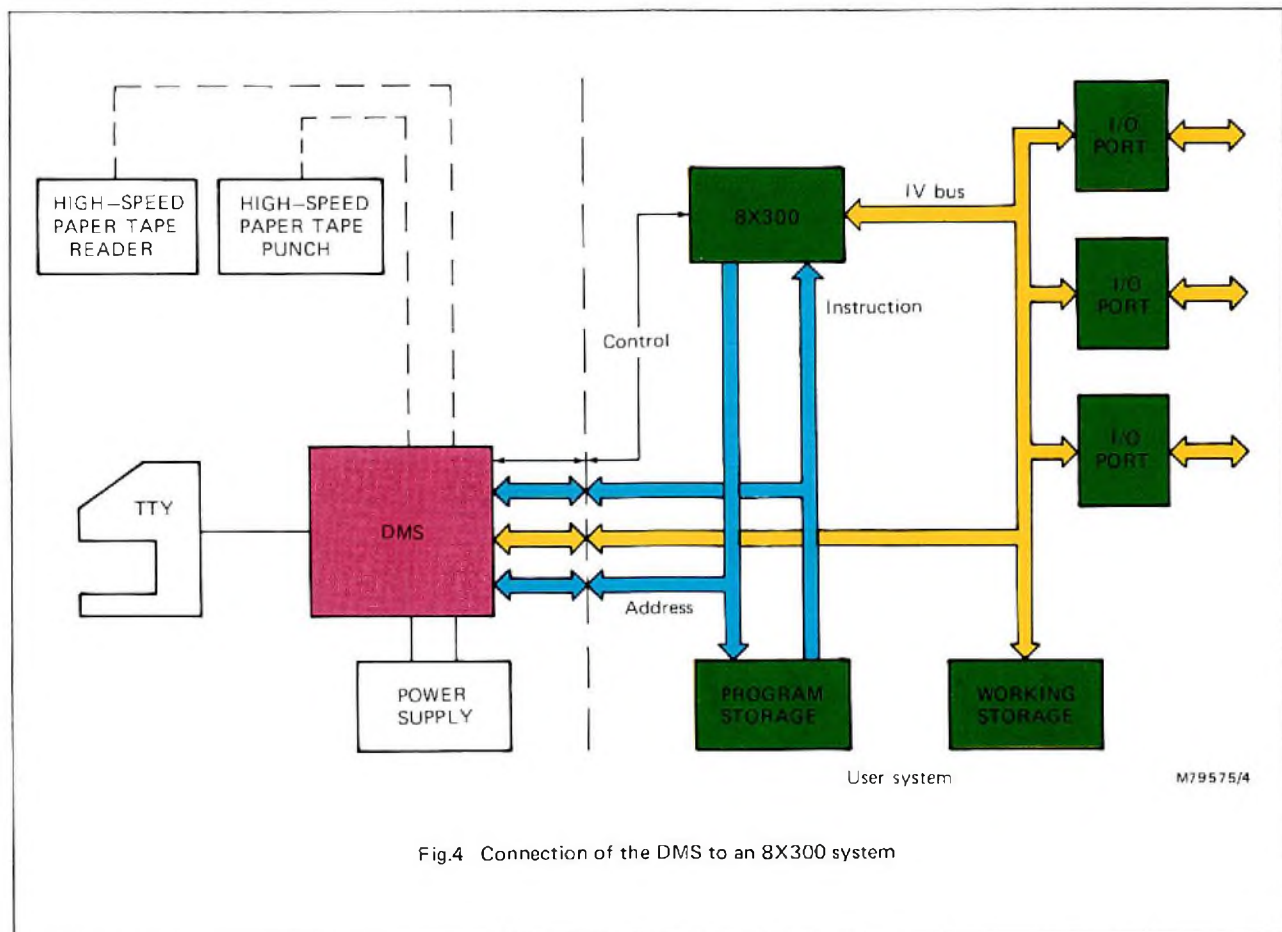 HIGH-SPEED
PAPER TAPE
READER
HIGH-SPEED
PAPER TAPE
PUNCH
8X300
IV bus
I/O
PORT
I/O
PORT
I/O
PORT
Instruction
Control
TTY
DMS
Address
POWER
SUPPLY
PROGRAM
STORAGE
WORKING
STORAGE
User system
M79575/4
Fig.4 Connection of the DMS to an 8X300 system